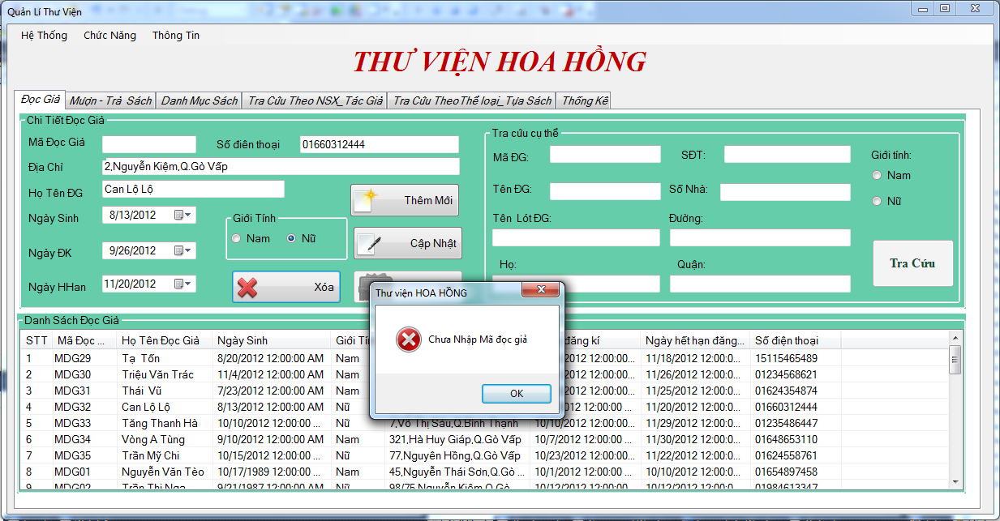 Quản Lí Thư Viện
Hệ Thống Chức Năng Thông Tin
THƯ VIỆN HOA HỒNG
Đọc Giả Mượn - Trả Sách Danh Mục Sách Tra Cứu Theo NSX_Tác Giả Tra Cứu TheoThể loại_Tựa Sách Thống Kê
Chi Tiết Đọc Giả
Mã Đọc Giả Số điên thoại 01660312444
Địa Chỉ 2,Nguyễn Kiệm,Q.Gò Vấp
Họ Tên ĐG Can Lộ Lộ
Thêm Mới
Ngày Sinh 8/13/2012
Giới Tính
Nam Nữ
Cập Nhật
Ngày ĐK 9/26/2012
Ngày HHan 11/20/2012
Xóa
Tra cứu cụ thể
Mã ĐG: SĐT: Giới tính:
Nam
Tên ĐG: Số Nhà:
Nữ
Tên Lót ĐG: Đường:
Họ: Quận:
Tra Cứu
Thư viện HOA HỒNG
Chưa Nhập Mã đọc giả
OK
Danh Sách Đọc Giả
STT Mã Đọc ... Họ Tên Đọc Giả Ngày Sinh Giới Tí đăng kí Ngày hết hạn đăng... Số điện thoại
1 MDG29 Tạ Tốn 8/20/2012 12:00:00 AM Nam 2012 12:00:00... 11/18/2012 12:00:0... 15115465489
2 MDG30 Triệu Văn Trác 11/4/2012 12:00:00 AM Nam 2012 12:00:00... 11/26/2012 12:00:0... 01234568621
3 MDG31 Thái Vũ 7/23/2012 12:00:00 AM Nam 2012 12:00:00... 11/25/2012 12:00:0... 01624354874
4 MDG32 Can Lộ Lộ 8/13/2012 12:00:00 AM Nữ 2012 12:00:00... 11/20/2012 12:00:0... 01660312444
5 MDG33 Tăng Thanh Hà 10/10/2012 12:00:00 ... Nữ 7,Võ Thị Sáu,Q.Bình Thạnh 10/10/2012 12:00:00... 11/29/2012 12:00:0... 01235486447
6 MDG34 Vòng A Tùng 9/10/2012 12:00:00 AM Nam 321,Hà Huy Giáp,Q.Gò Vấp 10/7/2012 12:00:00 ... 11/30/2012 12:00:0... 01648653110
7 MDG35 Trần Mỹ Chi 10/15/2012 12:00:00 ... Nữ 77,Nguyên Hồng,Q.Gò Vấp 10/23/2012 12:00:00... 11/22/2012 12:00:0... 01624558761
8 MDG01 Nguyễn Văn Tèo 10/17/1989 12:00:00 ... Nam 45,Nguyễn Thái Sơn,Q.Gò ... 10/1/2012 12:00:00 ... 10/10/2012 12:00:0... 01654897458
9 MDG02 Trần Thị Nga 9/21/1987 12:00:00 AM Nữ 98/75 Nguyễn Kiệm,Q.Gò 10/12/2012 12:00:00... 10/12/2012 12:00:0... 01984613347